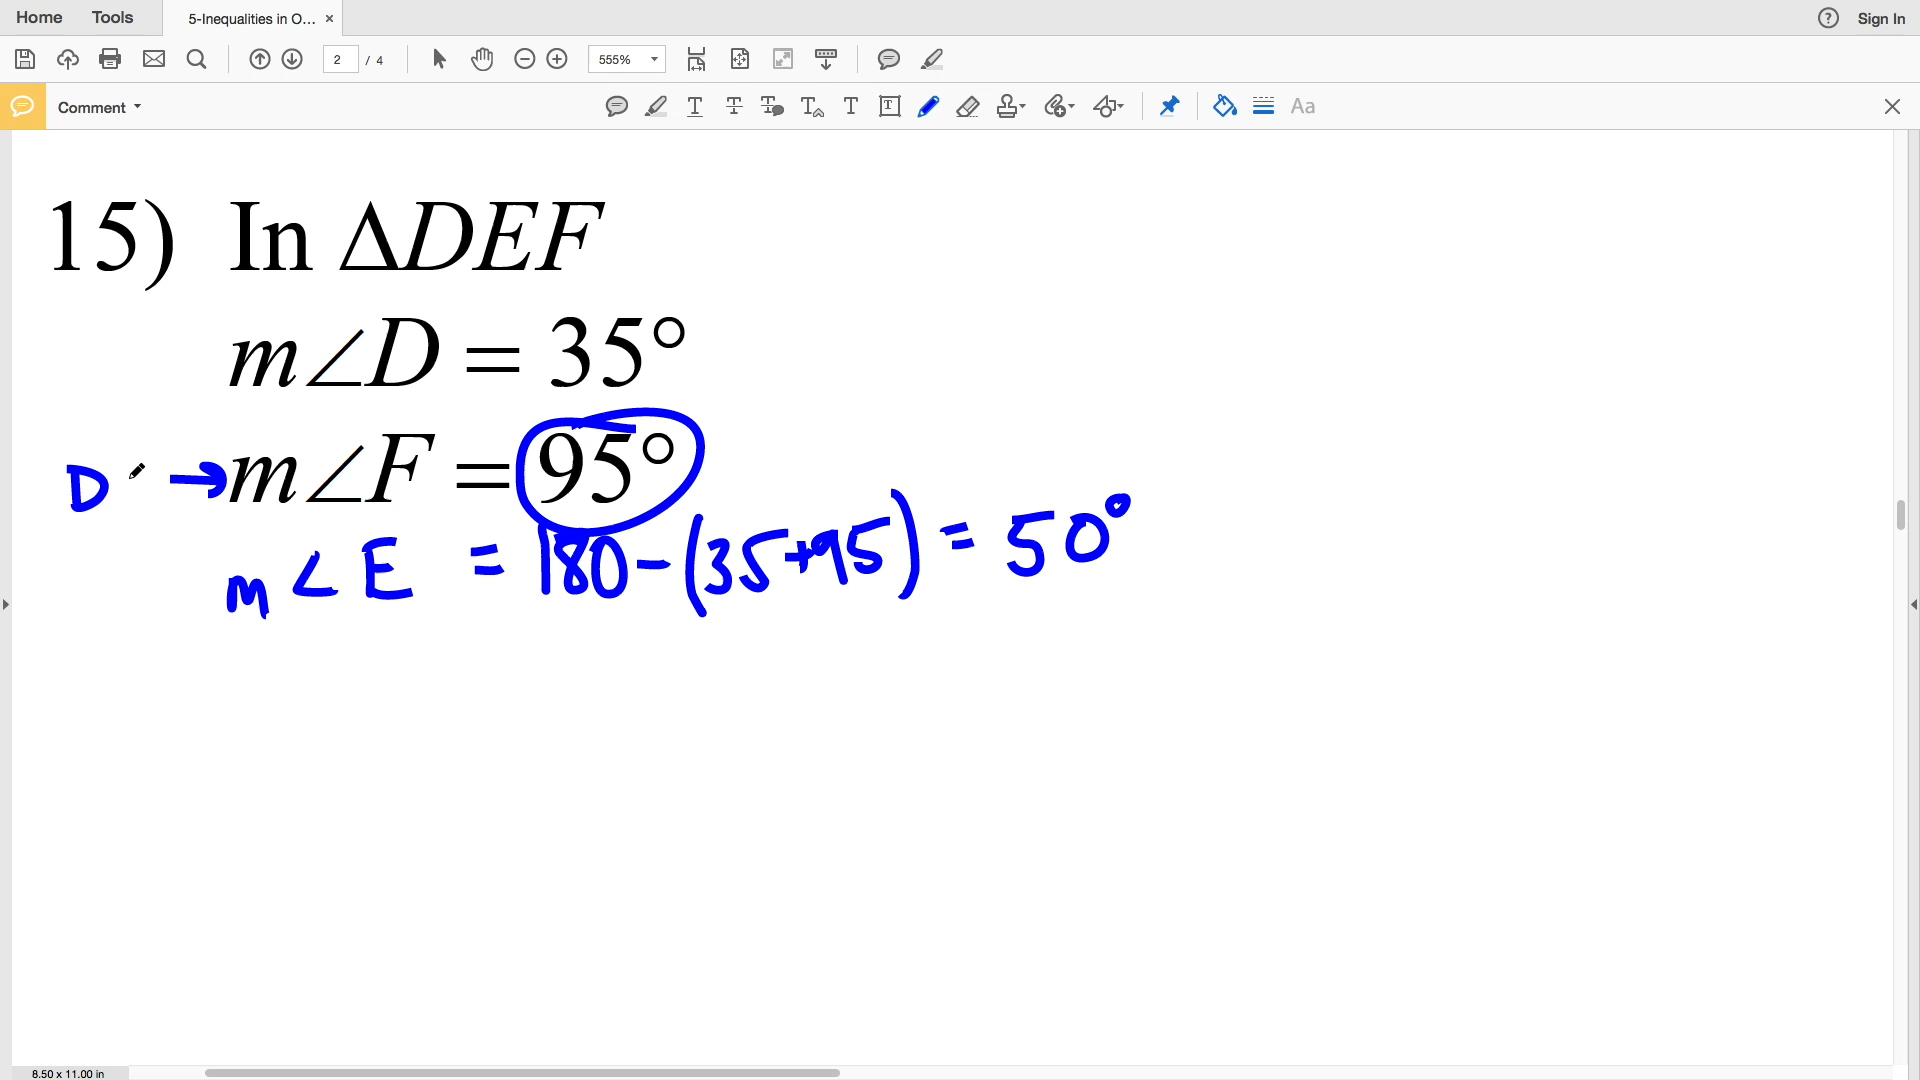 Home Tools 5-Inequalities in O... × ? Sign In
2 / 4 555%
Comment Aa
15) In ΔDEF
m∠D = 35°
D → m∠F = 95°
m∠E = 180-(35+95) = 50°
8.50 x 11.00 in